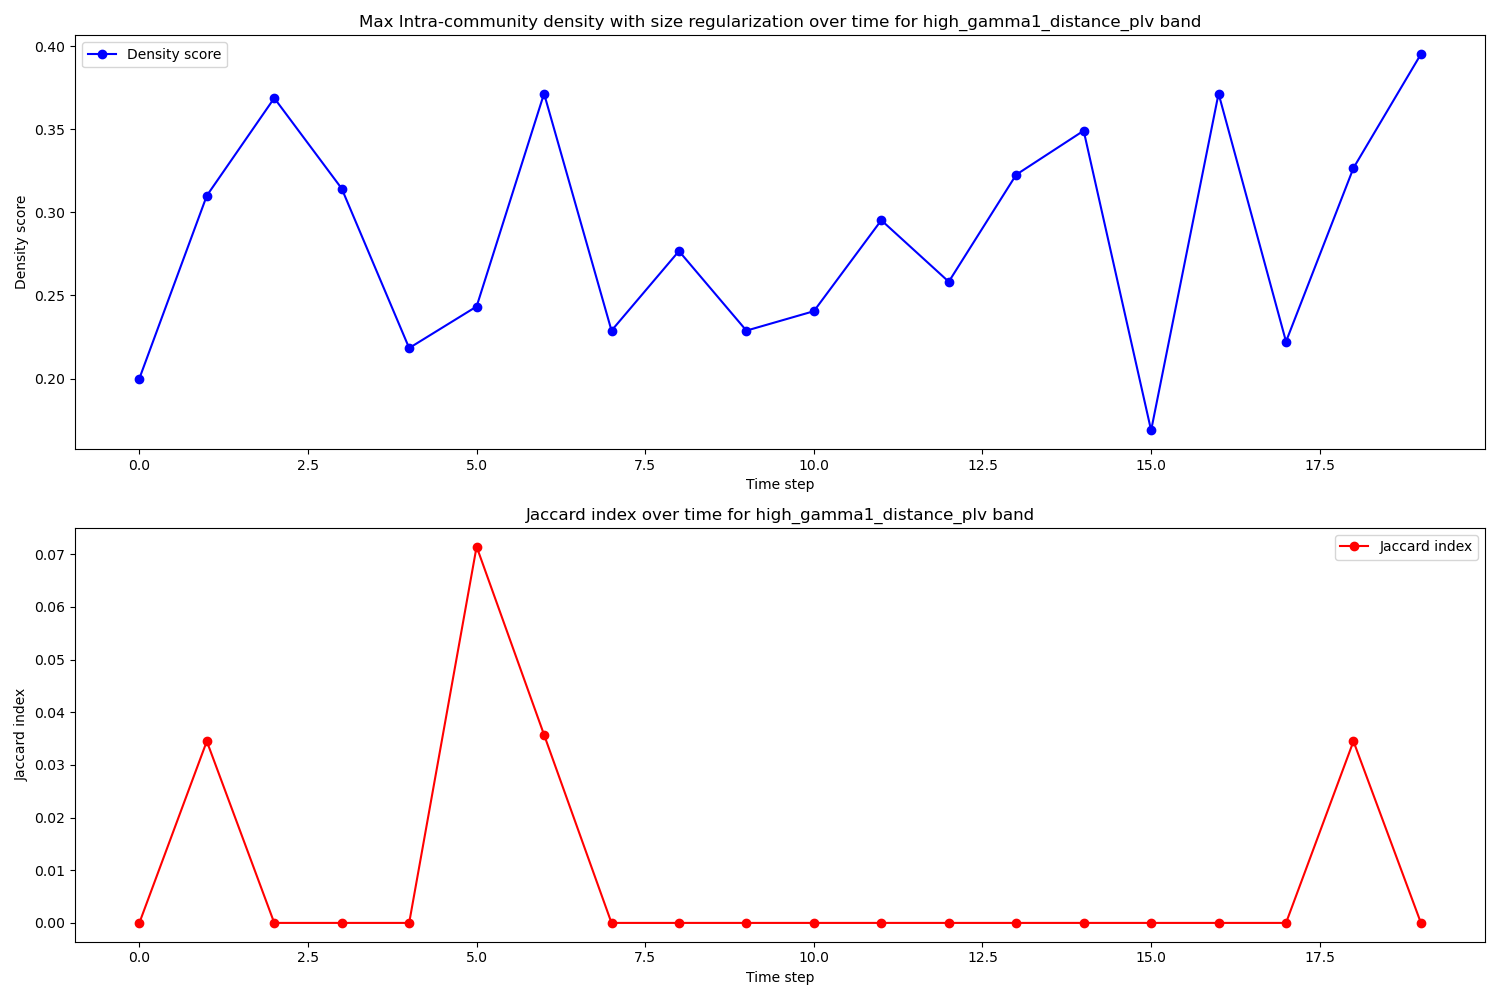 Max Intra-community density with size regularization over time for high_gamma1_distance_plv band
Density score
0.40
0.35
0.30
0.25
0.20
Density score
0.0 2.5 5.0 7.5 10.0 12.5 15.0 17.5
Time step
Jaccard index over time for high_gamma1_distance_plv band
Jaccard index
0.07
0.06
0.05
0.04
0.03
0.02
0.01
0.00
Jaccard index
0.0 2.5 5.0 7.5 10.0 12.5 15.0 17.5
Time step